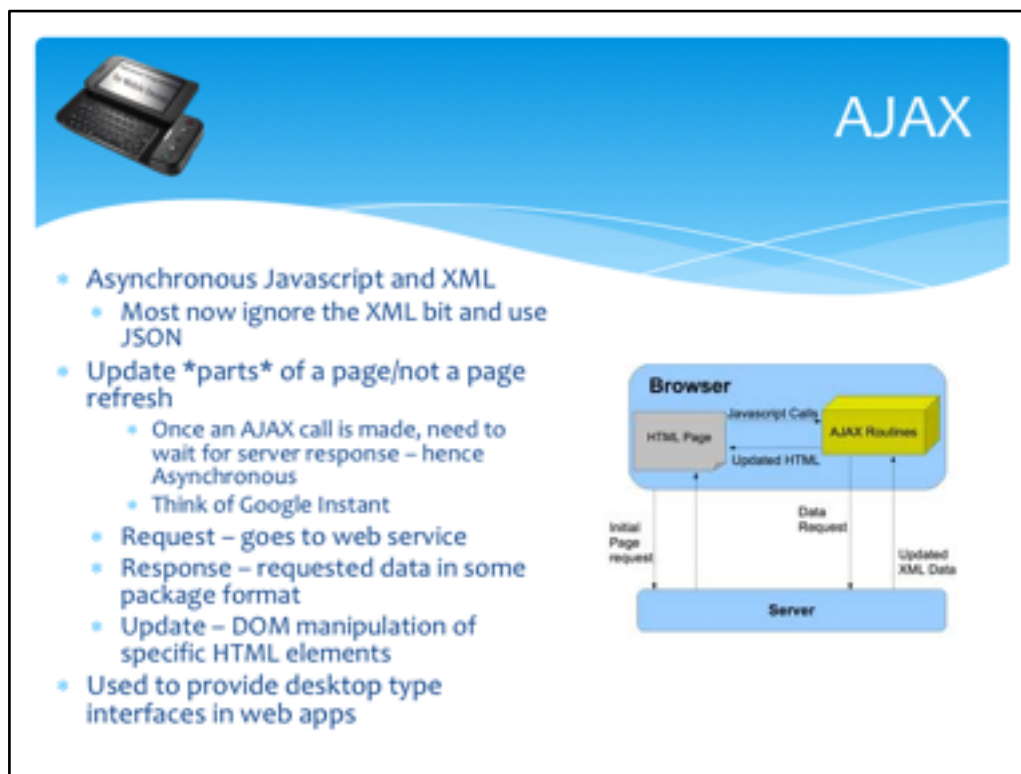 AJAX
* Asynchronous Javascript and XML
* Most now ignore the XML bit and use
JSON
* Update *parts* of a page/not a page
refresh
* Once an AJAX call is made, need to
wait for server response – hence
Asynchronous
* Think of Google Instant
* Request – goes to web service
* Response – requested data in some
package format
* Update – DOM manipulation of
specific HTML elements
* Used to provide desktop type
interfaces in web apps
Browser
Javascript Calls
HTML Page
AJAX Routines
Updated HTML
Initial
Page
request
Data
Request
Updated
XML Data
Server